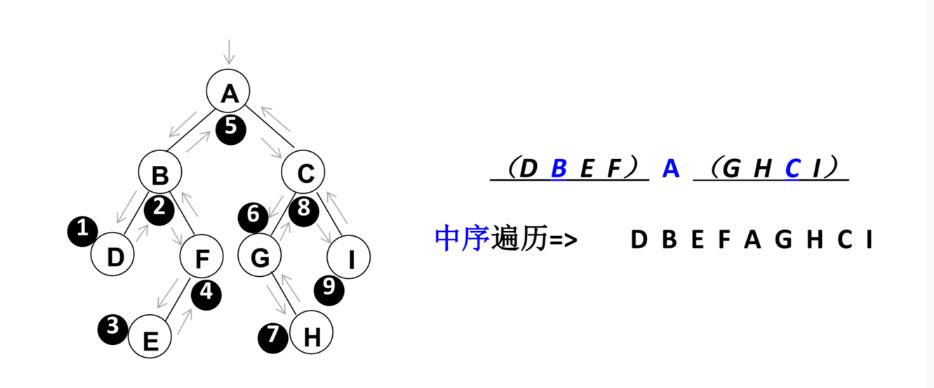 A
5
B
C
2
6
8
1
D
F
G
I
4
9
3
E
7
H
（D B E F） A （G H C I）
中序遍历=> D B E F A G H C I